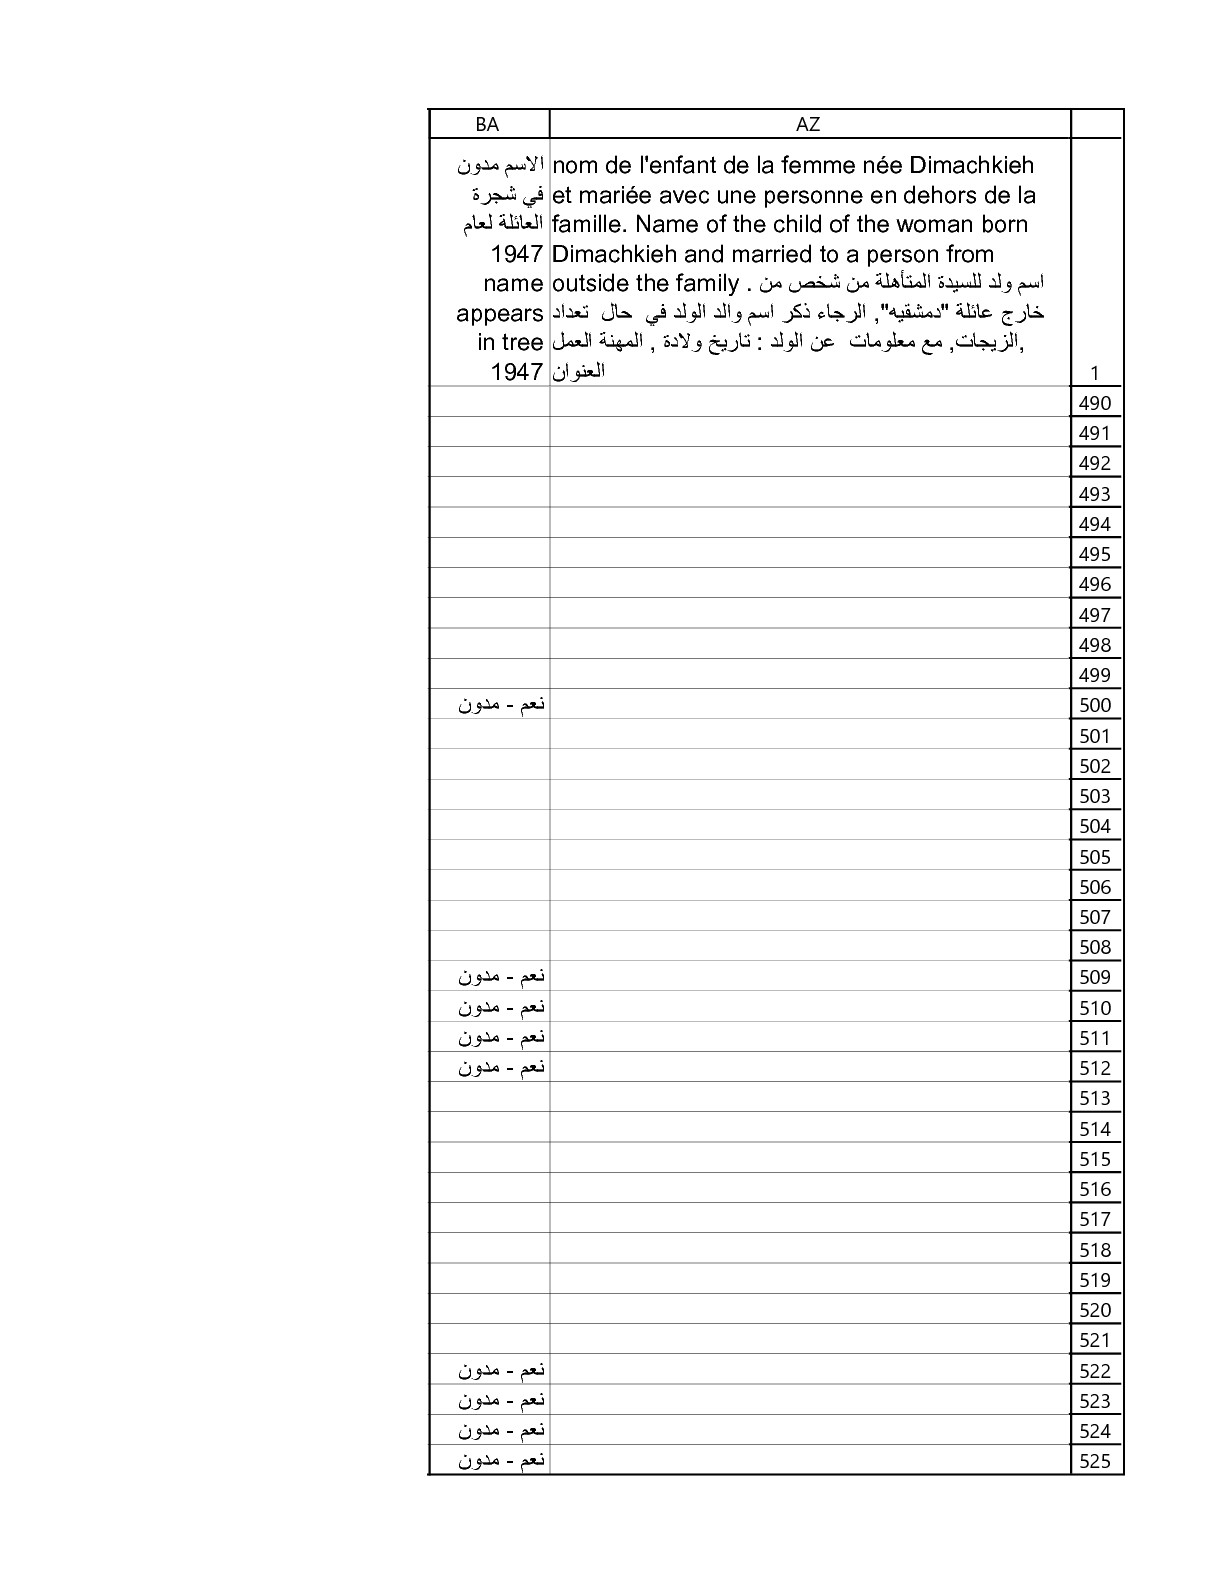 BA AZ
الاسم مدون
في شجرة
العائلة لعام
1947
name
appears
in tree
1947
nom de l'enfant de la femme née Dimachkieh
et mariée avec une personne en dehors de la
famille. Name of the child of the woman born
Dimachkieh and married to a person from
outside the family . اسم ولد للسيدة المتأهلة من شخص من
خارج عائلة "دمشقيه", الرجاء ذكر اسم والد الولد في حال تعداد
الزيجات, مع معلومات عن الولد : تاريخ ولادة , المهنة العمل,
العنوان
1
490
491
492
493
494
495
496
497
498
499
نعم - مدون 500
501
502
503
504
505
506
507
508
نعم - مدون 509
نعم - مدون 510
نعم - مدون 511
نعم - مدون 512
513
514
515
516
517
518
519
520
521
نعم - مدون 522
نعم - مدون 523
نعم - مدون 524
نعم - مدون 525